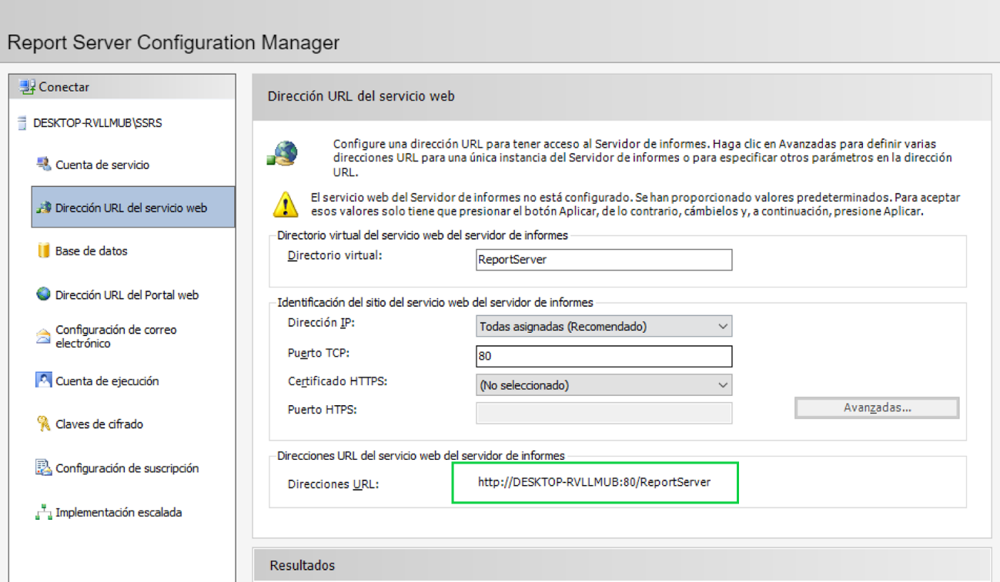 Report Server Configuration Manager
Conectar
DESKTOP-RVLLMUB\SSRS
Cuenta de servicio
Dirección URL del servicio web
Base de datos
Dirección URL del Portal web
Configuración de correo
electrónico
Cuenta de ejecución
Claves de cifrado
Configuración de suscripción
Implementación escalada
Dirección URL del servicio web
Configure una dirección URL para tener acceso al Servidor de informes. Haga clic en Avanzadas para definir varias
direcciones URL para una única instancia del Servidor de informes o para especificar otros parámetros en la dirección
URL.
El servicio web del Servidor de informes no está configurado. Se han proporcionado valores predeterminados. Para aceptar
esos valores solo tiene que presionar el botón Aplicar, de lo contrario, cámbielos y, a continuación, presione Aplicar.
Directorio virtual del servicio web del servidor de informes
Directorio virtual: ReportServer
Identificación del sitio del servicio web del servidor de informes
Dirección IP: Todas asignadas (Recomendado)
Puerto TCP: 80
Certificado HTTPS: (No seleccionado)
Puerto HTPS:
Avanzadas...
Direcciones URL del servicio web del servidor de informes
Direcciones URL: http://DESKTOP-RVLLMUB:80/ReportServer
Resultados